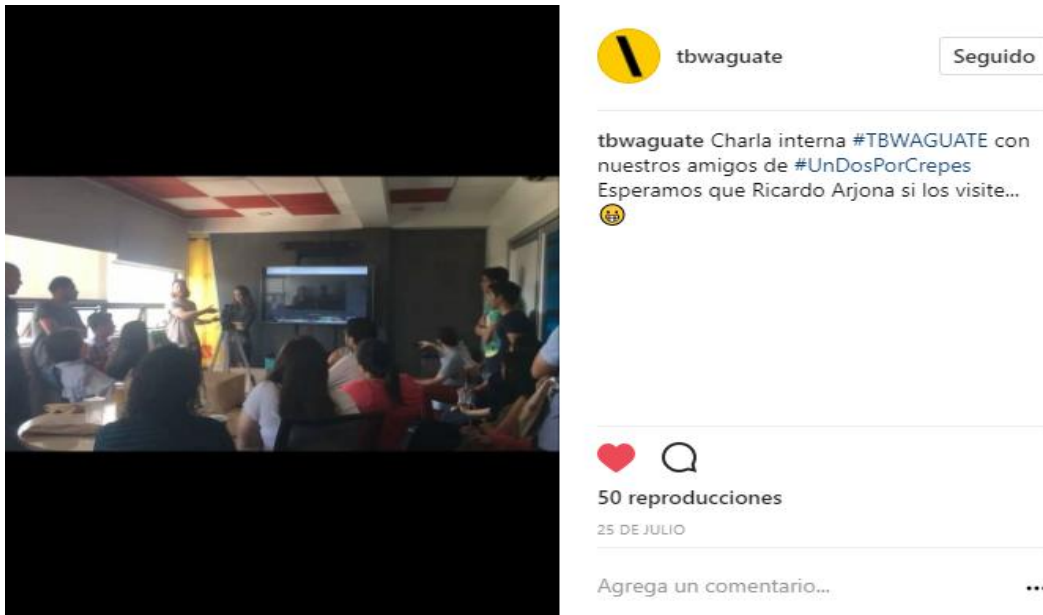 tbwaguate
Seguido
tbwaguate Charla interna #TBWAGUATE con
nuestros amigos de #UnDosPorCrepes
Esperamos que Ricardo Arjona si los visite...
😁
50 reproducciones
25 DE JULIO
Agrega un comentario...